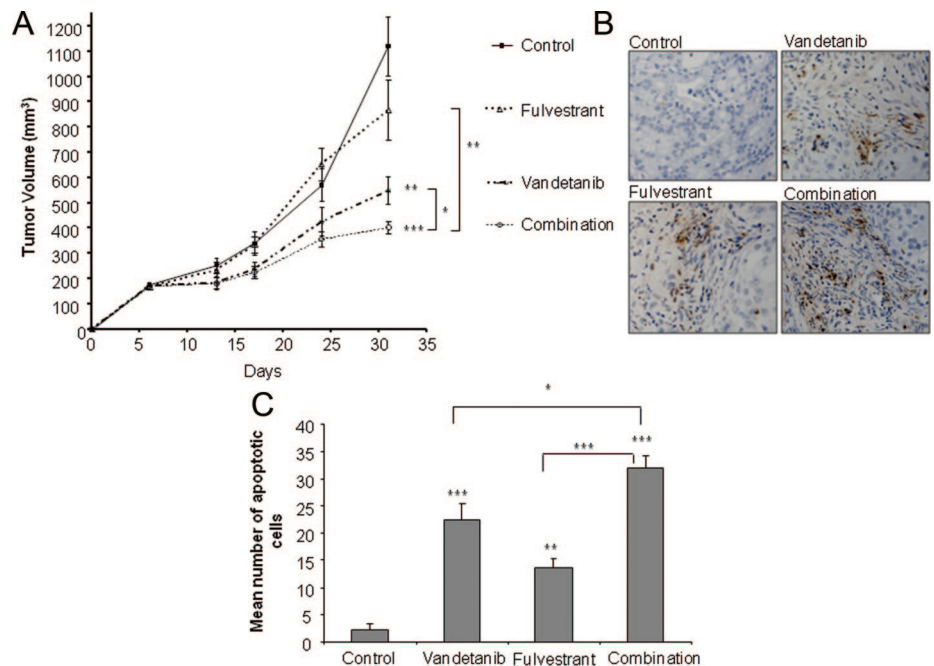 A
1200
1100
1000
900
800
700
600
500
400
300
200
100
0
Tumor Volume (mm³)
0 5 10 15 20 25 30 35
Days
Control
Fulvestrant
Vandetanib
Combination
**
***
*
**
B
Control Vandetanib
Fulvestrant Combination
C
40
35
30
25
20
15
10
5
0
Mean number of apoptotic
cells
*
***
***
***
**
Control Vandetanib Fulvestrant Combination